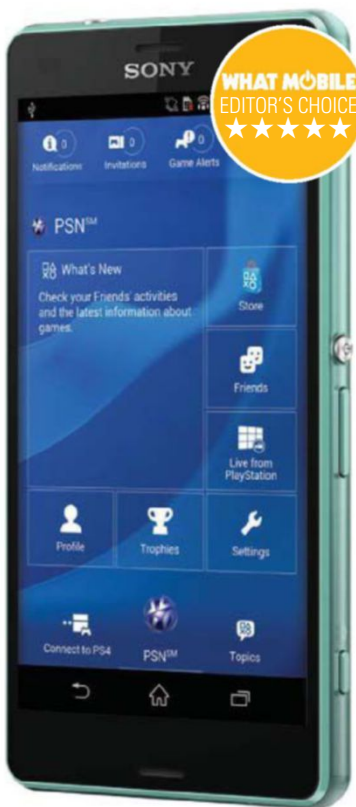 SONY
WHAT MOBILE
EDITOR'S CHOICE
0 0 0
Notifications Invitations Game Alerts
PSN℠
What's New
Check your Friends' activities
and the latest information about
games.
Store
Friends
Live from
PlayStation
Profile Trophies Settings
Connect to PS4 PSN℠ Topics